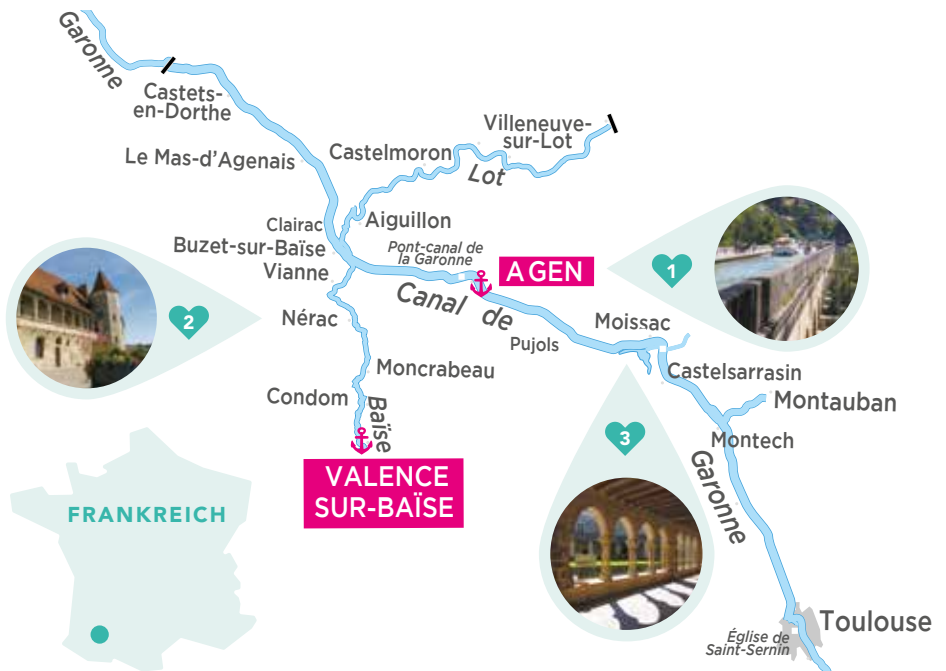 Garonne
Castets-
en-Dorthe
Le Mas-d'Agenais
Villeneuve-
sur-Lot
Castelmoron
Lot
Clairac
Aiguillon
Buzet-sur-Baïse
Vianne
Pont-canal de
la Garonne
AGEN
1
2
Canal de
Garonne
Nérac
Pujols
Moissac
Moncrabeau
Castelsarrasin
Condom
Baïse
Montauban
3
Montech
VALENCE
SUR-BAÏSE
FRANKREICH
Toulouse
Église de
Saint-Sernin